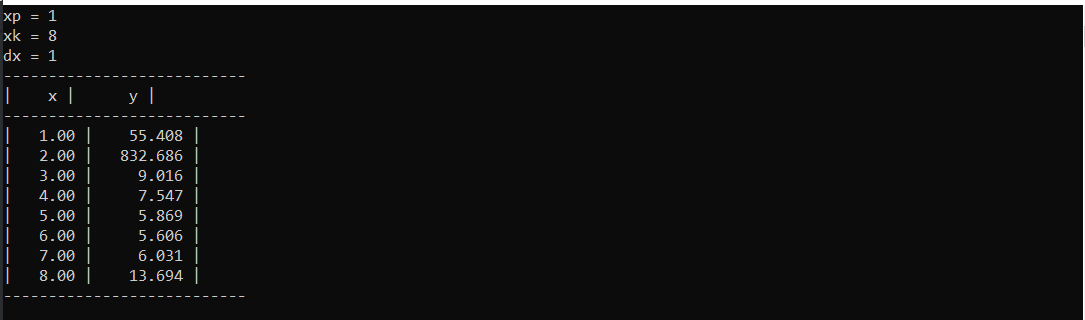 xp = 1
xk = 8
dx = 1
---------------------------
|    x |      y |
---------------------------
|   1.00 |    55.408 |
|   2.00 |   832.686 |
|   3.00 |     9.016 |
|   4.00 |     7.547 |
|   5.00 |     5.869 |
|   6.00 |     5.606 |
|   7.00 |     6.031 |
|   8.00 |    13.694 |
---------------------------